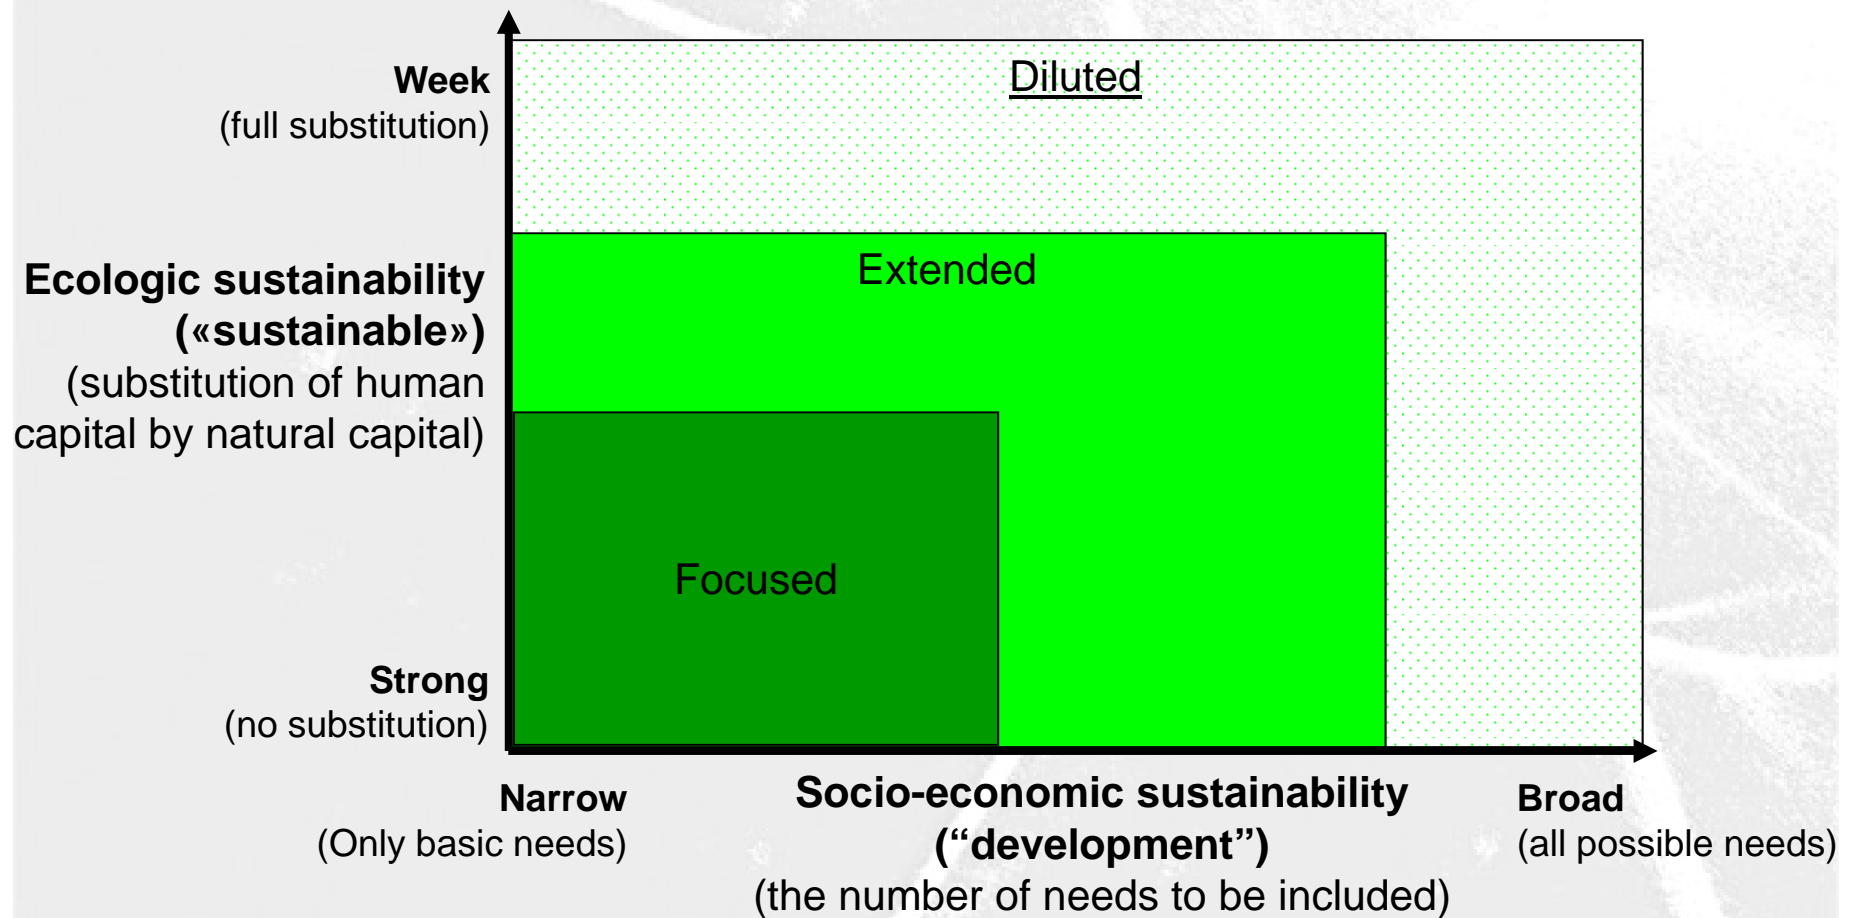 Week
(full substitution)
Diluted
Ecologic sustainability
(«sustainable»)
(substitution of human
capital by natural capital)
Extended
Focused
Strong
(no substitution)
Narrow
(Only basic needs)
Socio-economic sustainability
(“development”)
(the number of needs to be included)
Broad
(all possible needs)